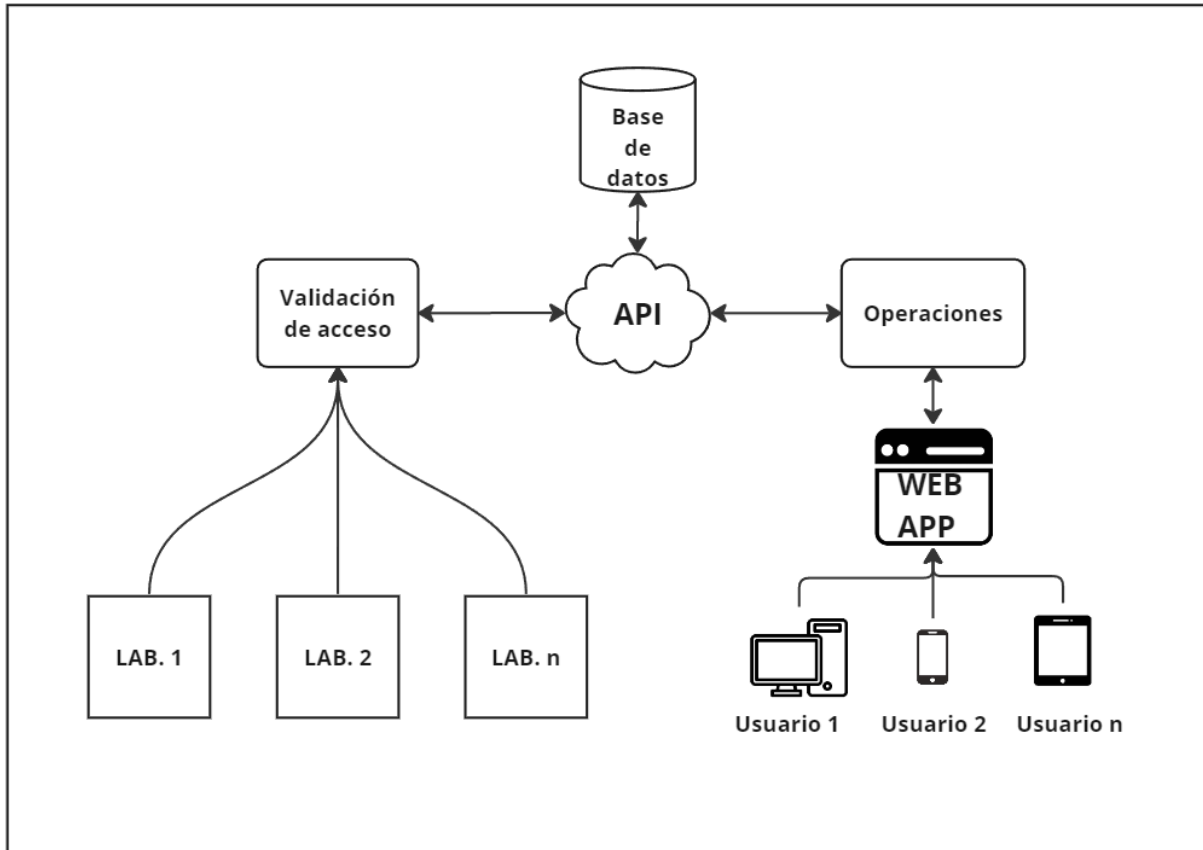 Base
de
datos
Validación
de acceso
API
Operaciones
WEB
APP
LAB. 1
LAB. 2
LAB. n
Usuario 1
Usuario 2
Usuario n